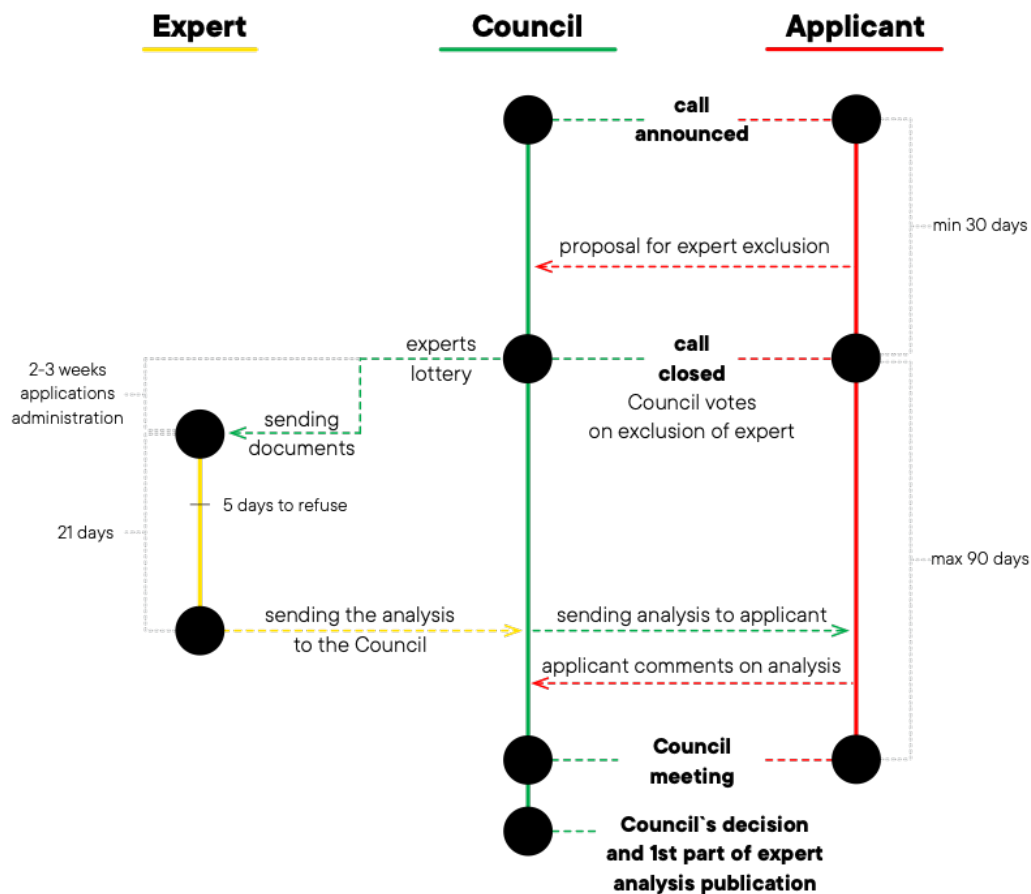 Expert
Council
Applicant
call
announced
min 30 days
proposal for expert exclusion
experts
lottery
call
closed
Council votes
on exclusion of expert
2-3 weeks
applications
administration
sending
documents
5 days to refuse
21 days
max 90 days
sending the analysis
to the Council
sending analysis to applicant
applicant comments on analysis
Council
meeting
Council`s decision
and 1st part of expert
analysis publication